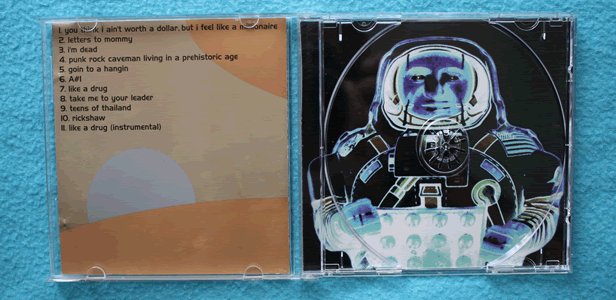 1. you think i ain't worth a dollar, but i feel like a millionaire
2. letters to mommy
3. i'm dead
4. punk rock caveman living in a prehistoric age
5. goin to a hangin
6. A#1
7. like a drug
8. take me to your leader
9. teens of thailand
10. rickshaw
11. like a drug (instrumental)